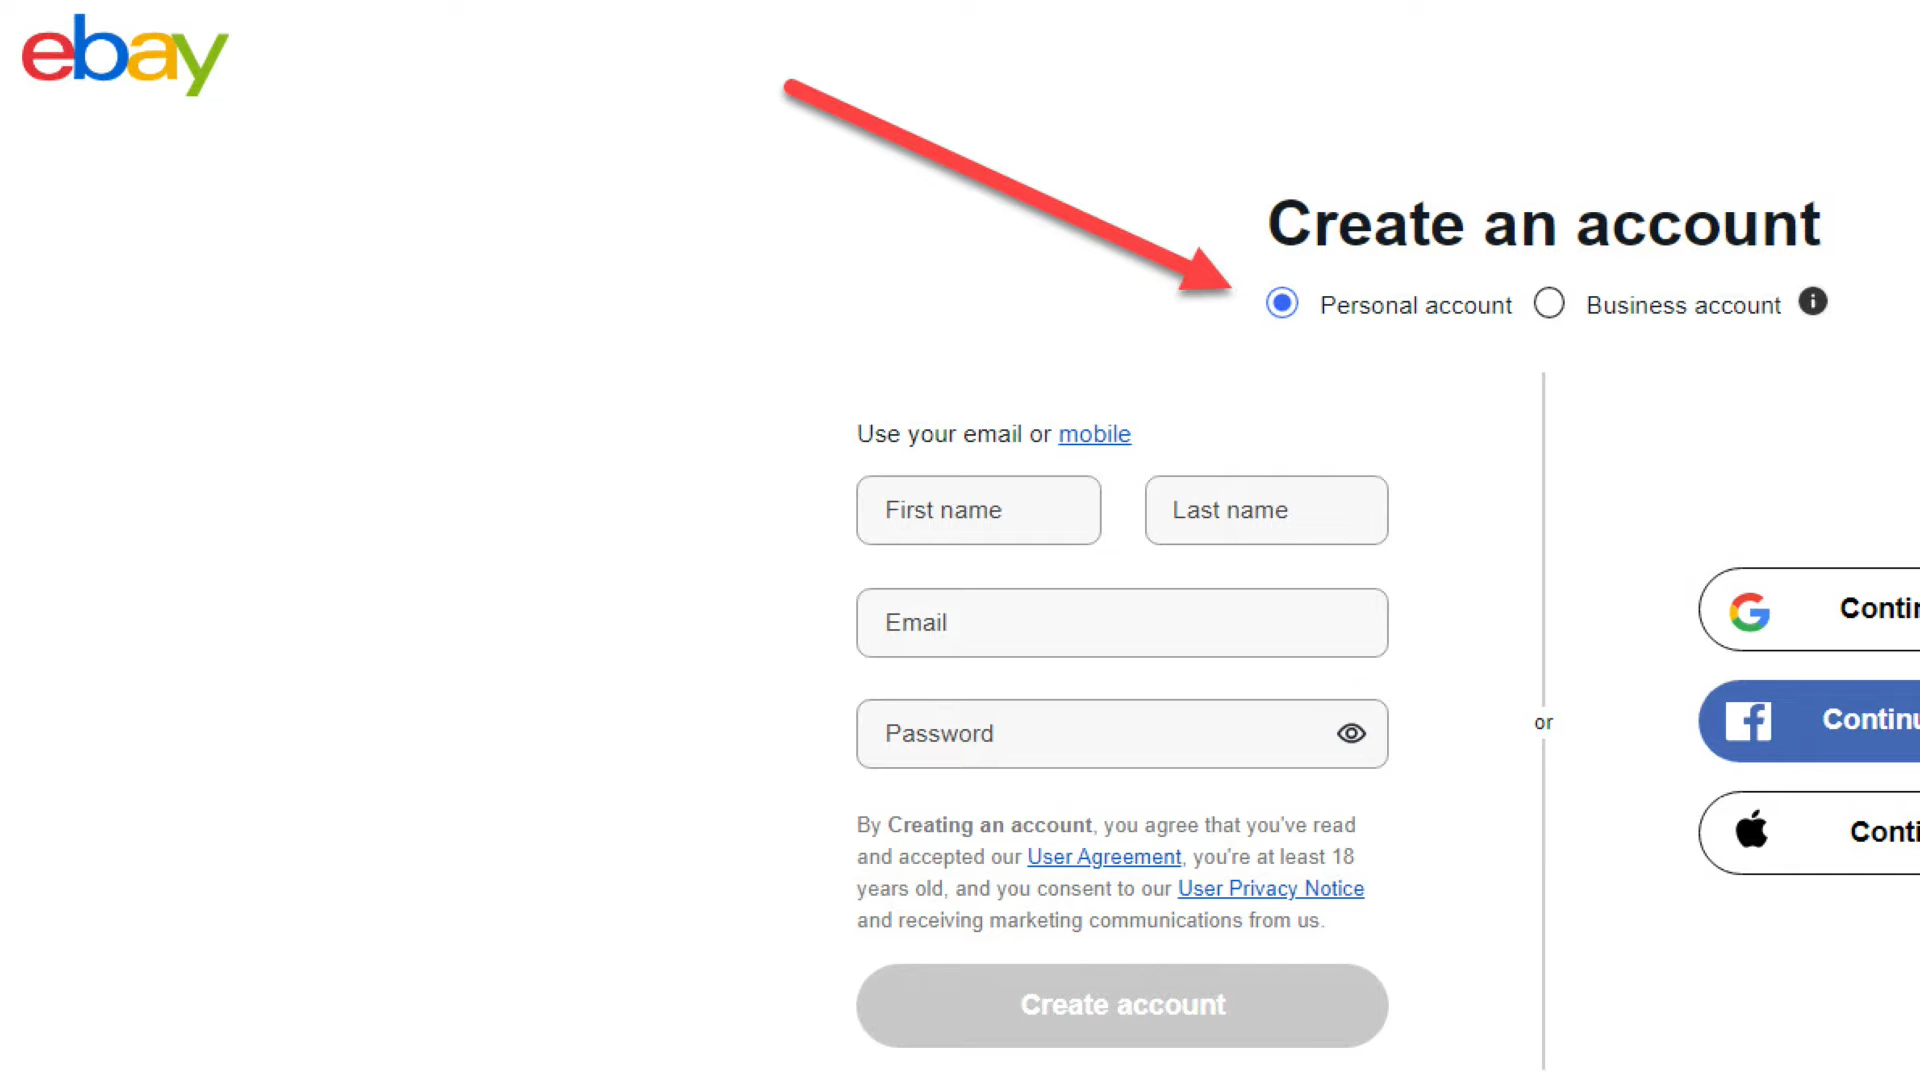 ebay
Create an account
Personal account Business account
Use your email or mobile
First name Last name
Email
Password
By Creating an account, you agree that you've read
and accepted our User Agreement, you're at least 18
years old, and you consent to our User Privacy Notice
and receiving marketing communications from us.
Create account
or
Contin
Continu
Conti